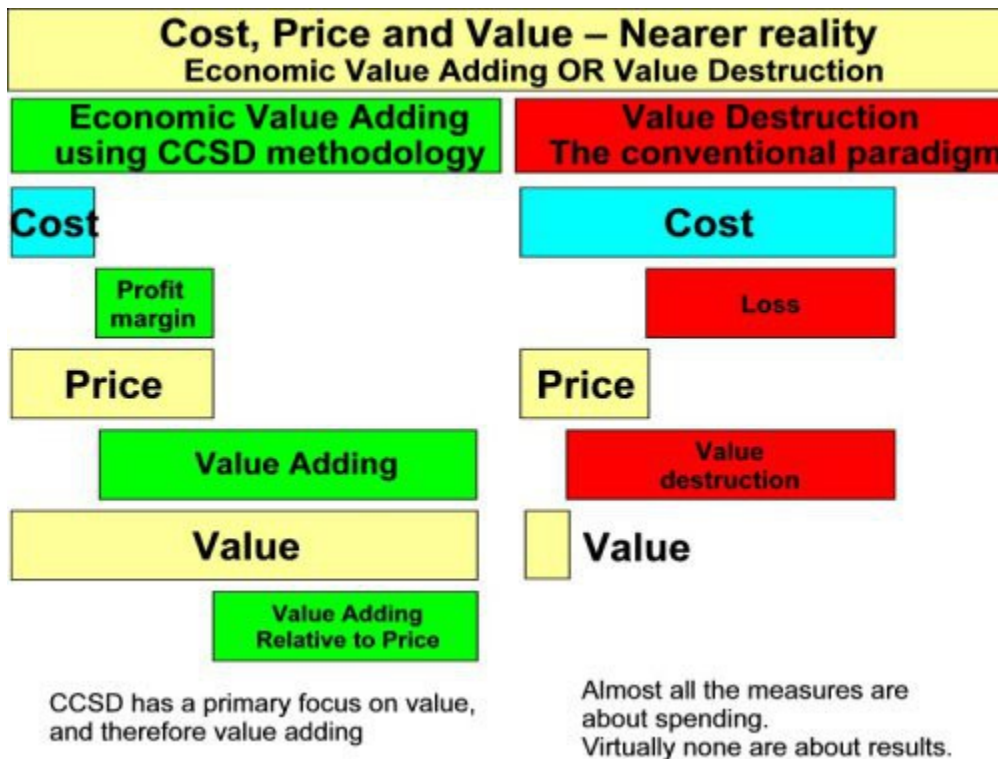 Cost, Price and Value – Nearer reality
Economic Value Adding OR Value Destruction
Economic Value Adding
using CCSD methodology
Cost
Profit
margin
Price
Value Adding
Value
Value Adding
Relative to Price
CCSD has a primary focus on value,
and therefore value adding
Value Destruction
The conventional paradigm
Cost
Loss
Price
Value
destruction
Value
Almost all the measures are
about spending.
Virtually none are about results.